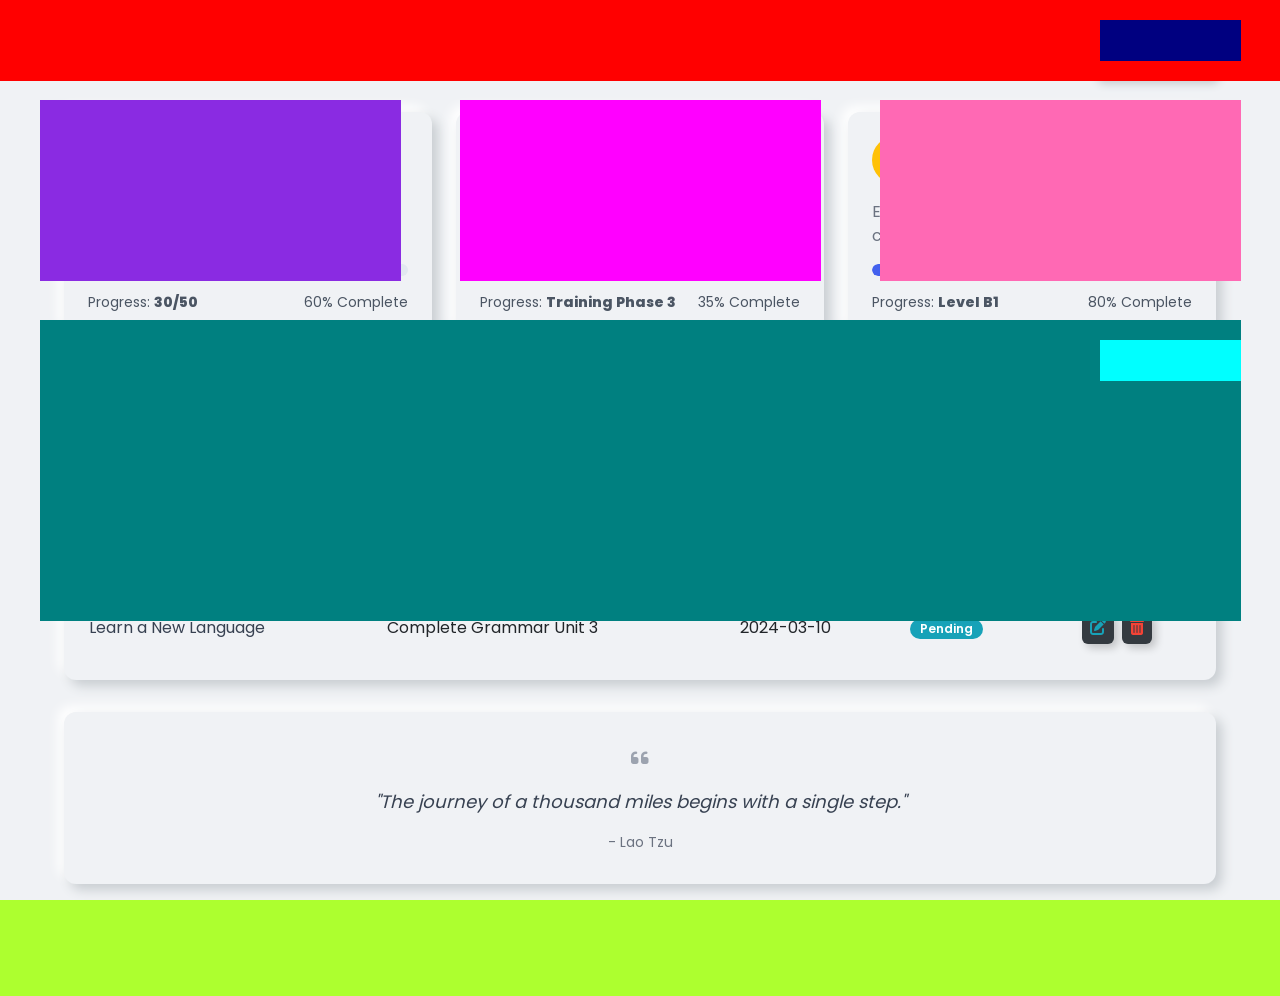 E
c
Progress: 30/50 60% Complete
Progress: Training Phase 3 35% Complete
Progress: Level B1 80% Complete
Learn a New Language Complete Grammar Unit 3 2024-03-10 Pending
"The journey of a thousand miles begins with a single step."
- Lao Tzu